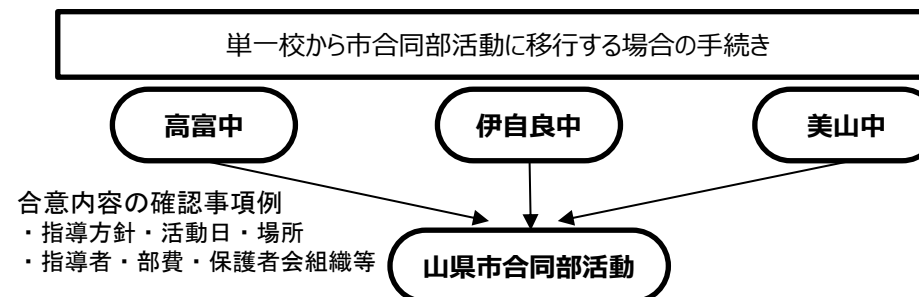 単一校から市合同部活動に移行する場合の手続き
高富中
伊自良中
美山中
合意内容の確認事項例
・指導方針・活動日・場所
・指導者・部費・保護者会組織等
山県市合同部活動